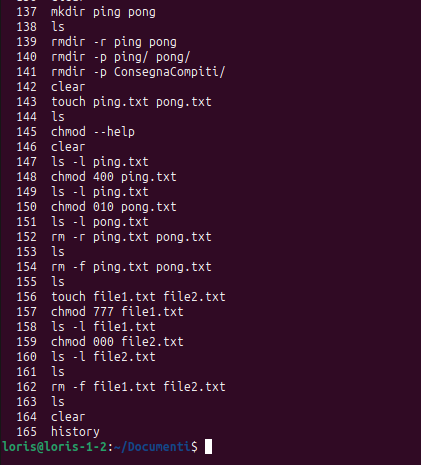 137 mkdir ping pong
138 ls
139 rmdir -r ping pong
140 rmdir -p ping/ pong/
141 rmdir -p ConsegnaCompiti/
142 clear
143 touch ping.txt pong.txt
144 ls
145 chmod --help
146 clear
147 ls -l ping.txt
148 chmod 400 ping.txt
149 ls -l ping.txt
150 chmod 010 pong.txt
151 ls -l pong.txt
152 rm -r ping.txt pong.txt
153 ls
154 rm -f ping.txt pong.txt
155 ls
156 touch file1.txt file2.txt
157 chmod 777 file1.txt
158 ls -l file1.txt
159 chmod 000 file2.txt
160 ls -l file2.txt
161 ls
162 rm -f file1.txt file2.txt
163 ls
164 clear
165 history
loris@loris-1-2:~/Documenti$